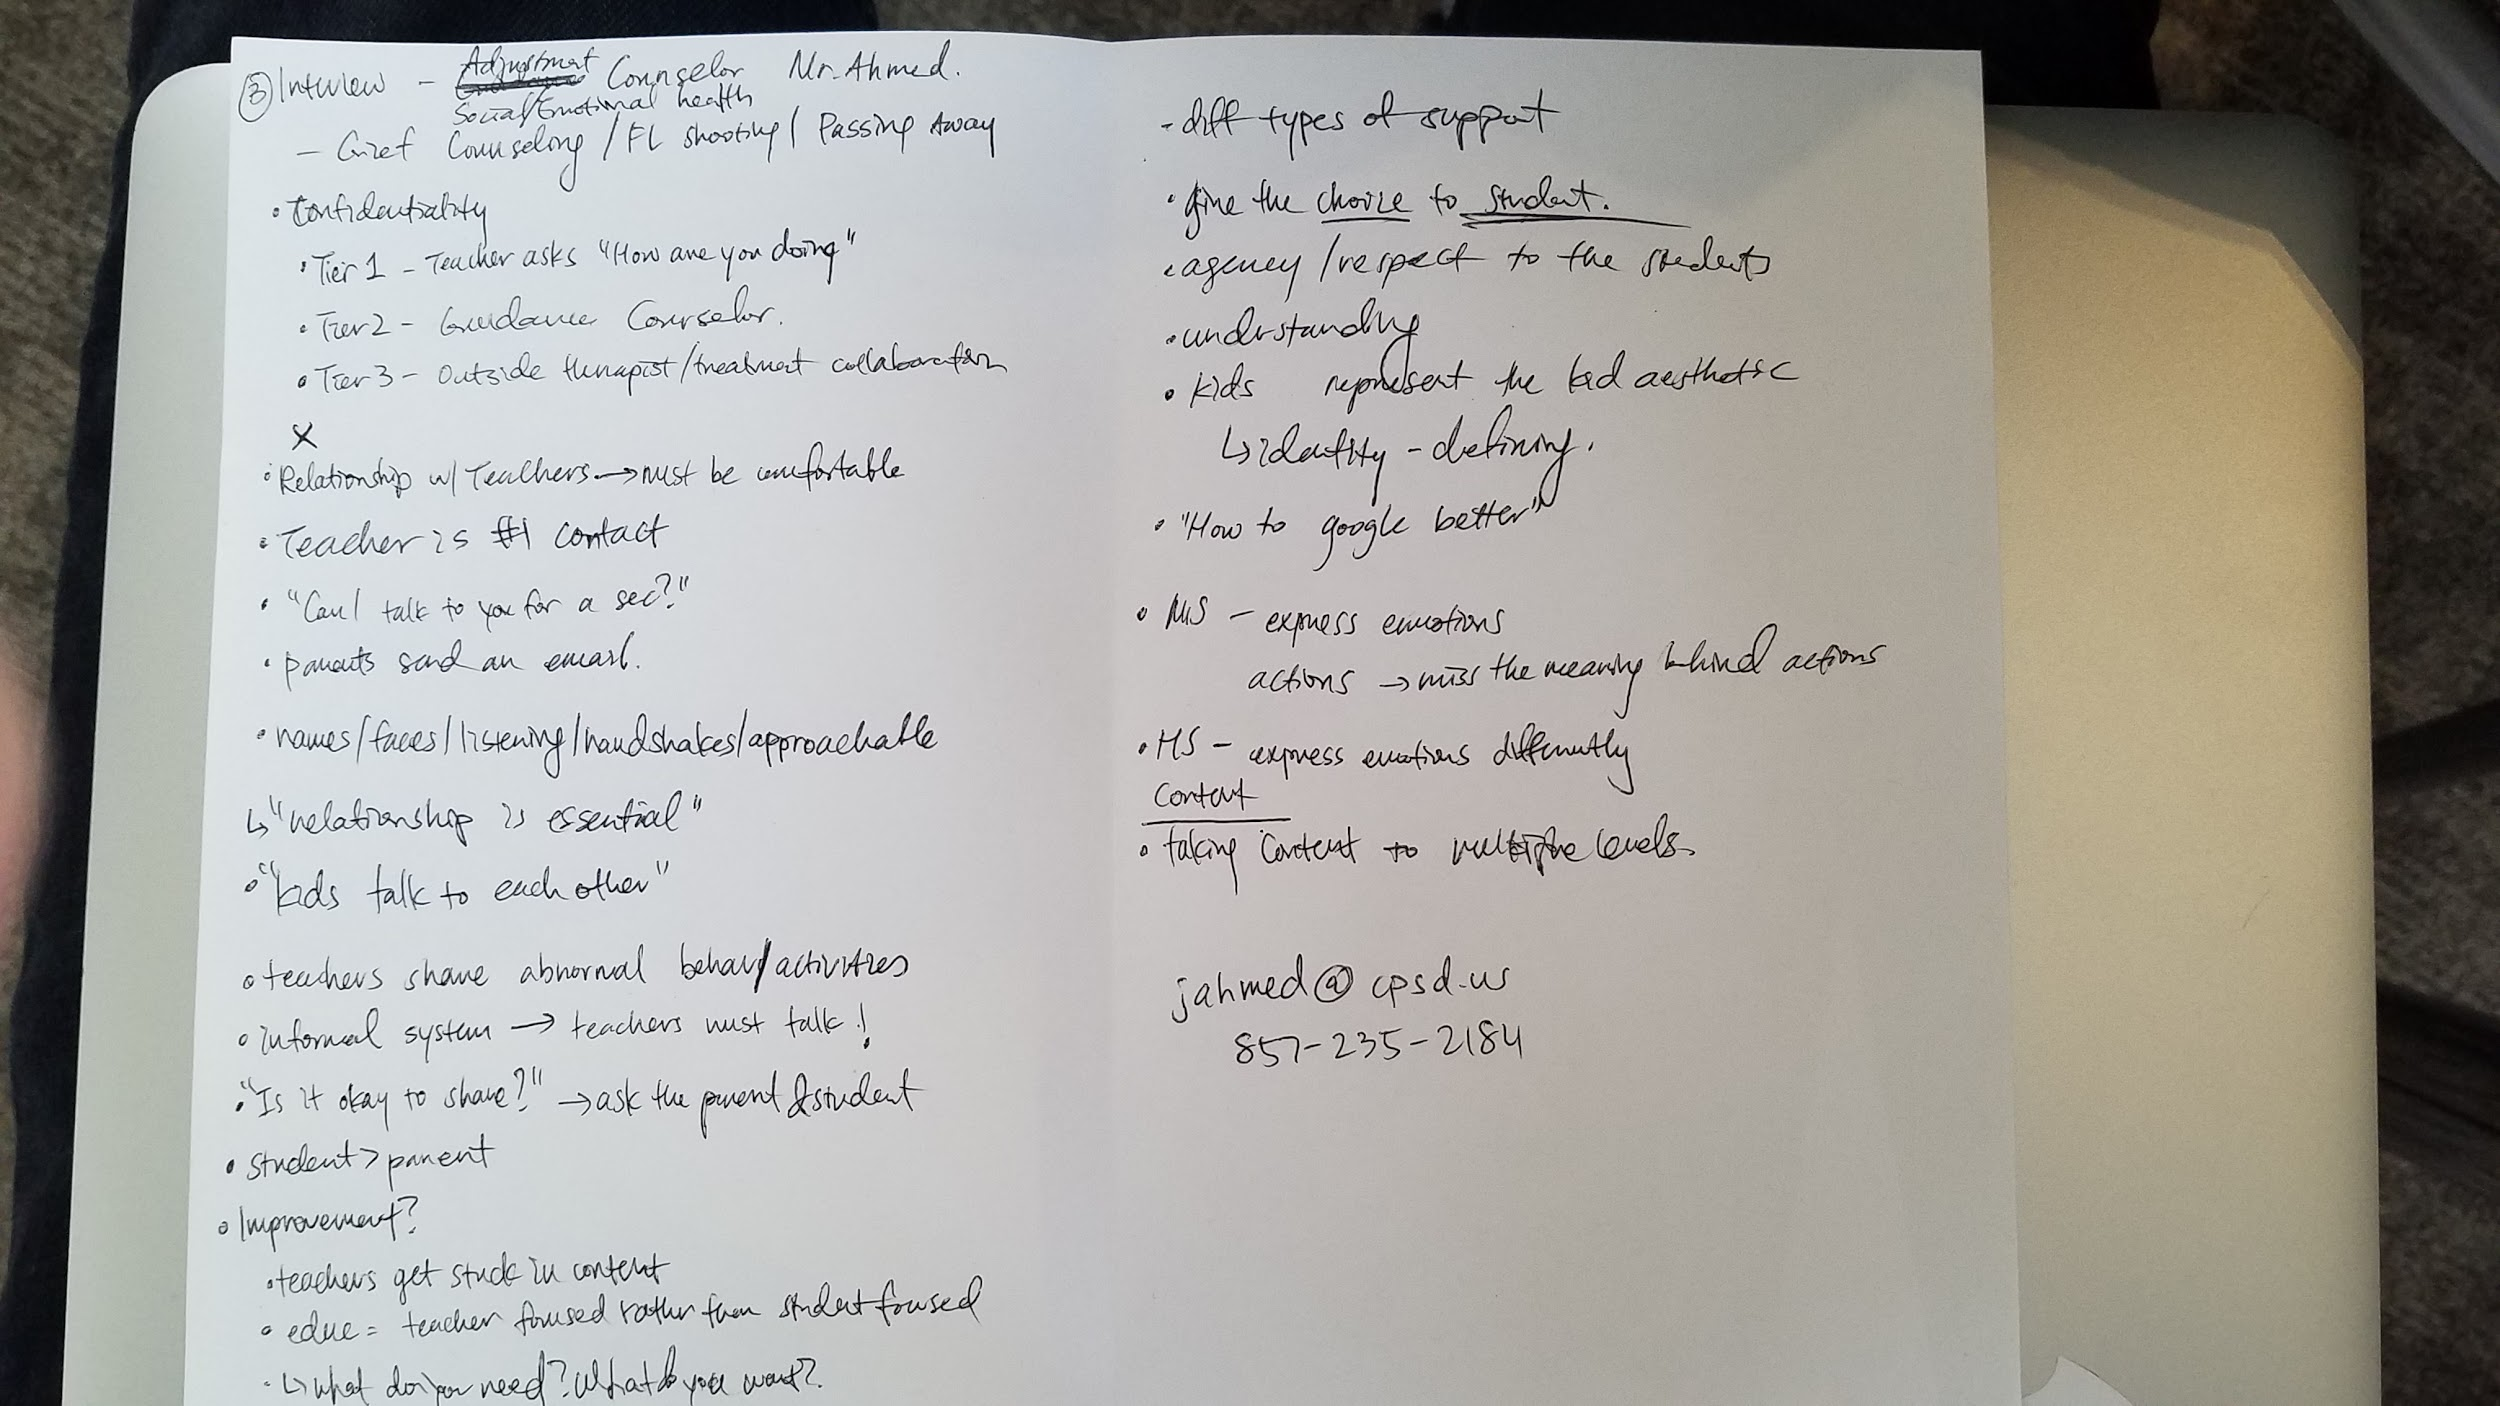 ③ Interview - Adjustment Counselor Mr. Ahmed.
Social/Emotional health
- Grief Counseling / FL shooting / Passing Away
• Confidentiality
• Tier 1 - Teacher asks "How are you doing"
• Tier 2 - Guidance Counselor.
• Tier 3 - Outside therapist/treatment collaboration
X
• Relationship w/ Teachers → must be comfortable
• Teacher is #1 contact
• "Can I talk to you for a sec?"
• parents send an email.
• names/faces/listening/handshakes/approachable
↳ "relationship is essential"
• "kids talk to each other"
• teachers share abnormal behav/activities
• informal system → teachers must talk!
• "Is it okay to share?" → ask the parent & student
• student > parent
• Improvement?
• teachers get stuck in content
• educ = teacher focused rather than student focused
• ↳ what do you need? What do you want?
- diff types of support
• give the choice to student.
• agency/respect to the students
• understanding
• kids represent the kid aesthetic
↳ identity - defining.
• "How to google better"
• MS - express emotions
actions → miss the meaning behind actions
• HS - express emotions differently
Content
• taking content to multiple levels.
jahmed@cpsd.us
857-235-2184